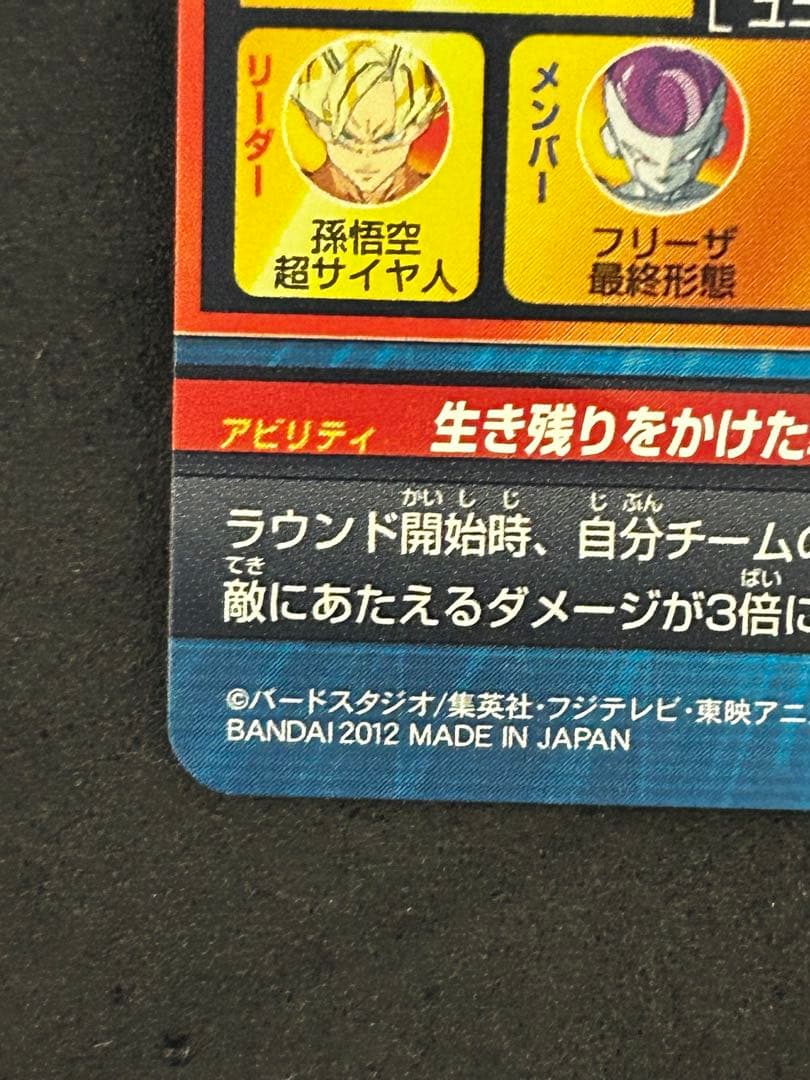 [ユニ
リーダー
孫悟空
超サイヤ人
メンバー
フリーザ
最終形態
アビリティ 生き残りをかけた
かいしじ じぶん
ラウンド開始時、自分チームの
てき ばい
敵にあたえるダメージが3倍に
©バードスタジオ/集英社・フジテレビ・東映アニ
BANDAI 2012 MADE IN JAPAN